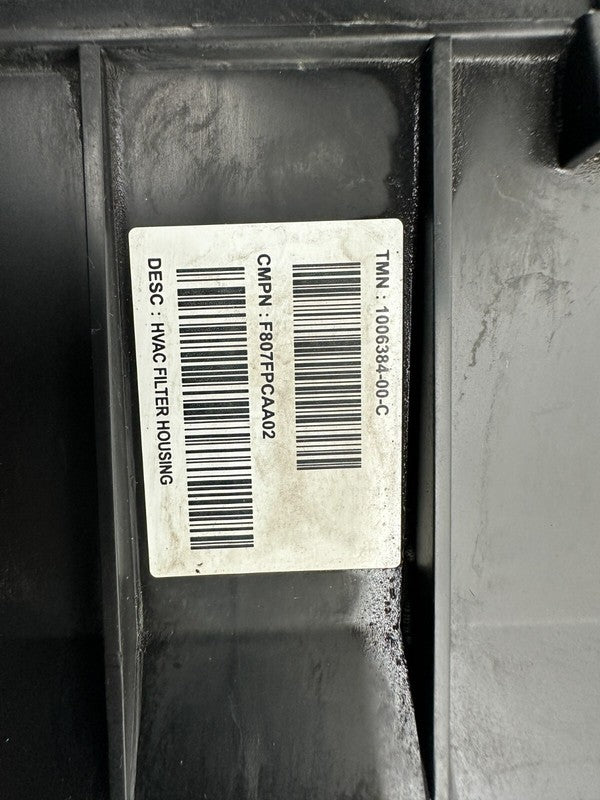 TMN : 1006384-00-C
CMPN : F807FPCAA02
DESC : HVAC FILTER HOUSING